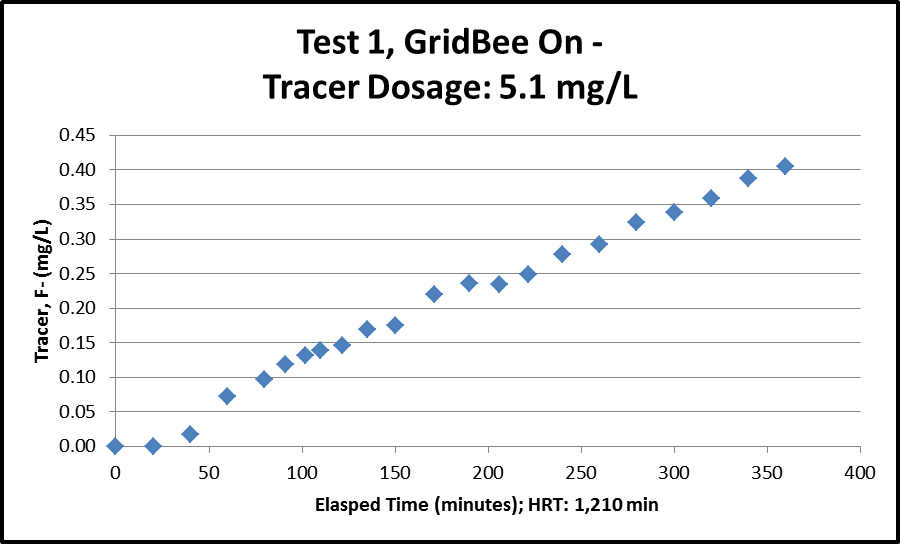 Test 1, GridBee On -
Tracer Dosage: 5.1 mg/L
Tracer, F- (mg/L)
0.45
0.40
0.35
0.30
0.25
0.20
0.15
0.10
0.05
0.00
0 50 100 150 200 250 300 350 400
Elasped Time (minutes); HRT: 1,210 min